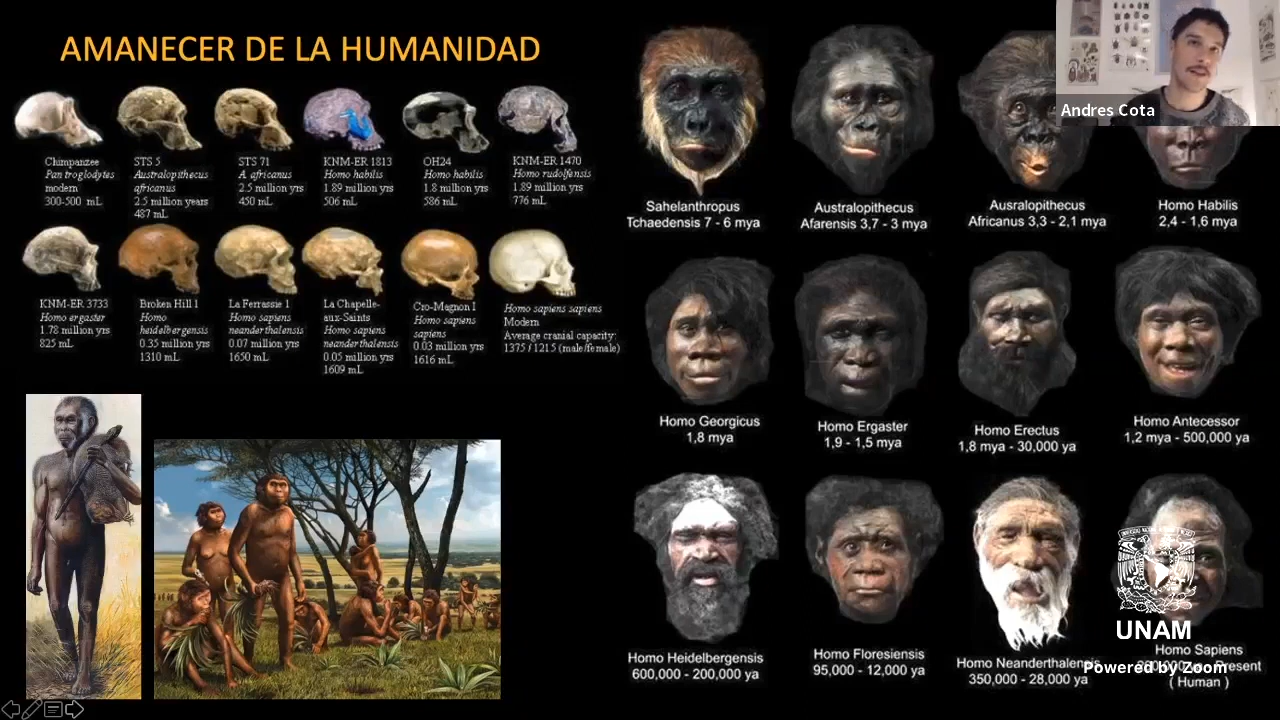 AMANECER DE LA HUMANIDAD
Chimpanzee
Pan troglodytes
modern
300-500 mL
STS 5
Australopithecus
africanus
2.5 million years
487 mL
STS 71
A. africanus
2.5 million yrs
450 mL
KNM-ER 1813
Homo habilis
1.89 million yrs
506 mL
OH24
Homo habilis
1.8 million yrs
586 mL
KNM-ER 1470
Homo rudolfensis
1.89 million yrs
776 mL
KNM-ER 3733
Homo ergaster
1.78 million yrs
825 mL
Broken Hill 1
Homo
heidelbergensis
0.35 million yrs
1310 mL
La Ferrassie 1
Homo sapiens
neanderthalensis
0.07 million yrs
1650 mL
La Chapelle-
aux-Saints
Homo sapiens
neanderthalensis
0.05 million yrs
1609 mL
Cro-Magnon I
Homo sapiens
sapiens
0.03 million yrs
1616 mL
Homo sapiens sapiens
Modern
Average cranial capacity:
1375 / 1215 (male/female)
Andres Cota
Sahelanthropus
Tchaedensis 7 - 6 mya
Australopithecus
Afarensis 3,7 - 3 mya
Ausralopithecus
Africanus 3,3 - 2,1 mya
Homo Habilis
2,4 - 1,6 mya
Homo Georgicus
1,8 mya
Homo Ergaster
1,9 - 1,5 mya
Homo Erectus
1,8 mya - 30,000 ya
Homo Antecessor
1,2 mya - 500,000 ya
Homo Heidelbergensis
600,000 - 200,000 ya
Homo Floresiensis
95,000 - 12,000 ya
Homo Neanderthalensis
350,000 - 28,000 ya
Homo Sapiens
Present
( Human )
UNAM
Powered by Zoom